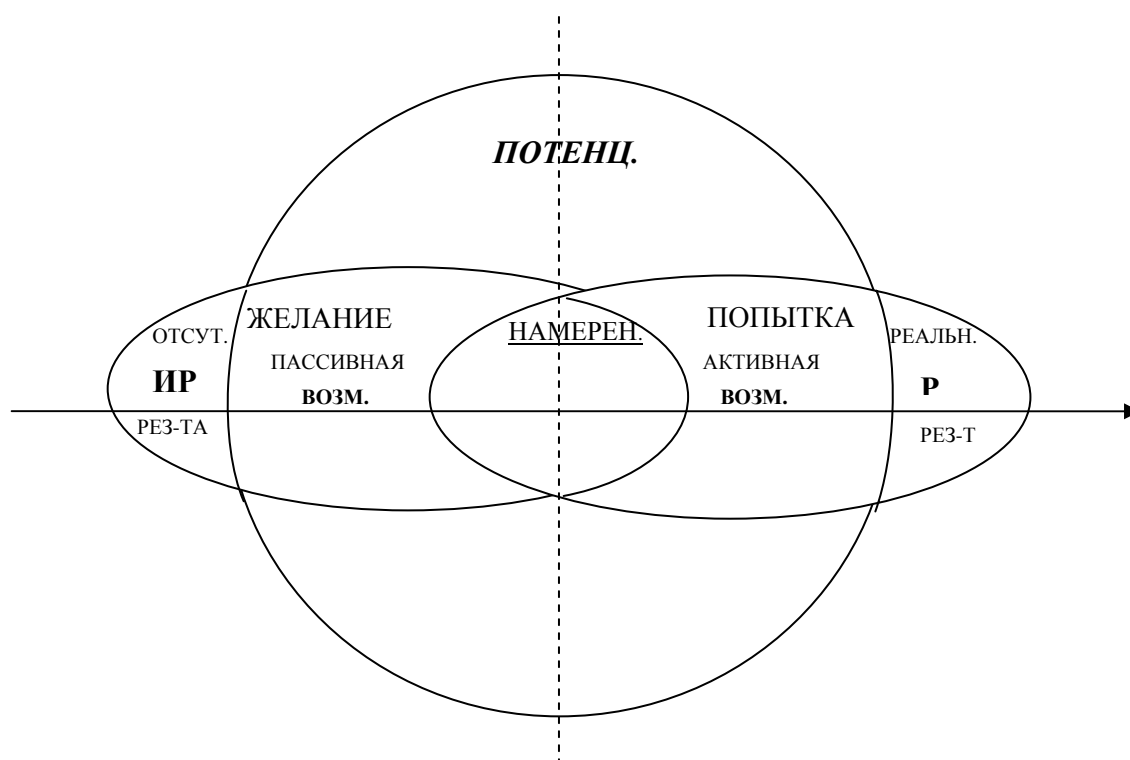 ПОТЕНЦ.
ЖЕЛАНИЕ
НАМЕРЕН.
ПОПЫТКА
ОТСУТ.
РЕАЛЬН.
ПАССИВНАЯ
АКТИВНАЯ
ИР
ВОЗМ.
ВОЗМ.
Р
РЕЗ-ТА
РЕЗ-Т